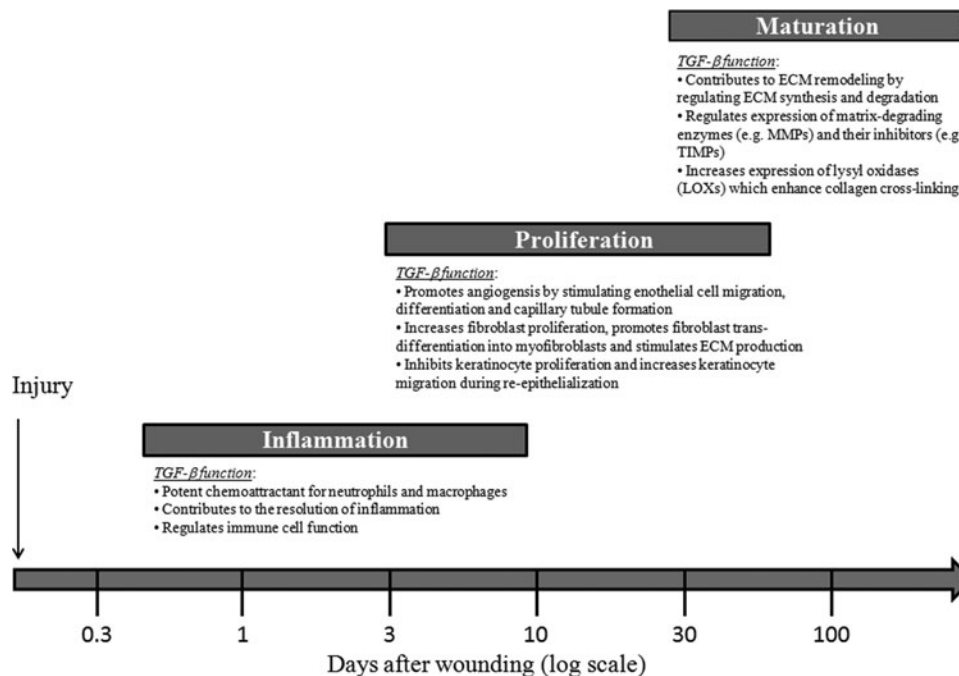 Maturation
TGF-β function:
• Contributes to ECM remodeling by
regulating ECM synthesis and degradation
• Regulates expression of matrix-degrading
enzymes (e.g. MMPs) and their inhibitors (e.g
TIMPs)
• Increases expression of lysyl oxidases
(LOXs) which enhance collagen cross-linking
Proliferation
TGF-β function:
• Promotes angiogensis by stimulating enothelial cell migration,
differentiation and capillary tubule formation
• Increases fibroblast proliferation, promotes fibroblast trans-
differentiation into myofibroblasts and stimulates ECM production
• Inhibits keratinocyte proliferation and increases keratinocyte
migration during re-epithelialization
Injury
Inflammation
TGF-β function:
• Potent chemoattractant for neutrophils and macrophages
• Contributes to the resolution of inflammation
• Regulates immune cell function
0.3 1 3 10 30 100
Days after wounding (log scale)